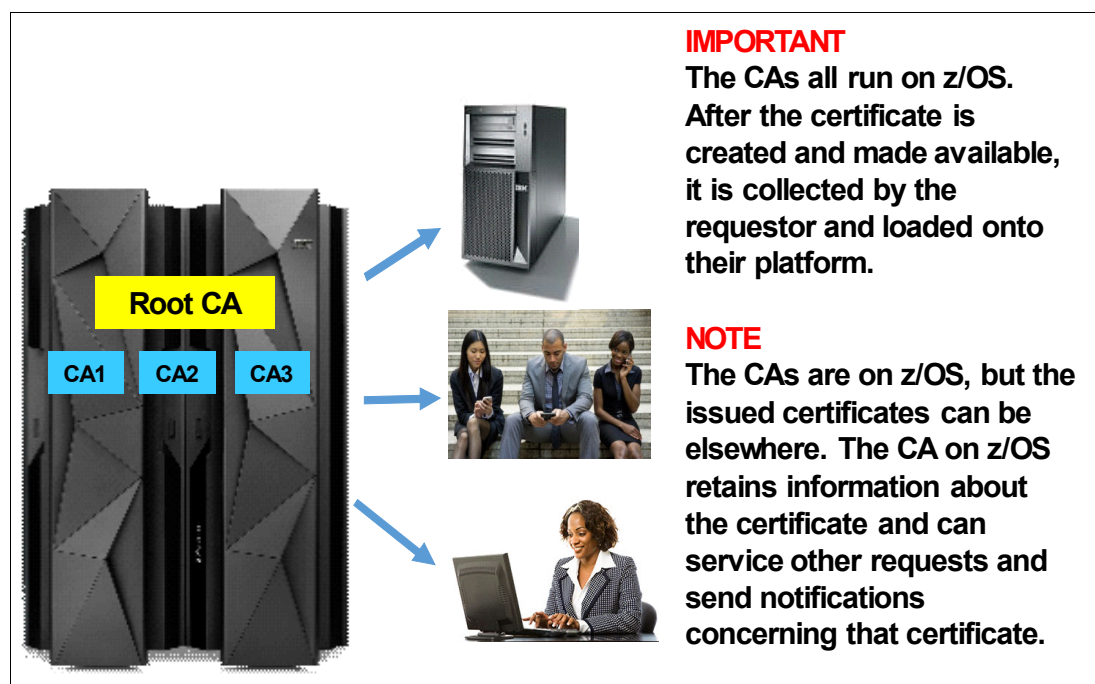 IMPORTANT
The CAs all run on z/OS.
After the certificate is
created and made available,
it is collected by the
requestor and loaded onto
their platform.
Root CA
CA1
CA2
CA3
NOTE
The CAs are on z/OS, but the
issued certificates can be
elsewhere. The CA on z/OS
retains information about
the certificate and can
service other requests and
send notifications
concerning that certificate.
IBM